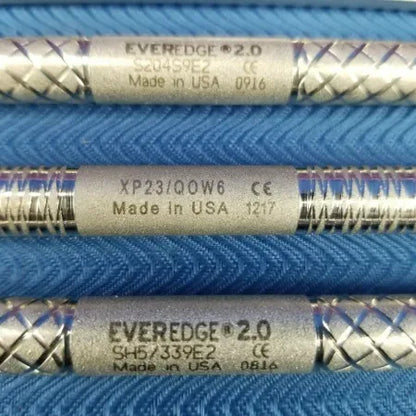 EVEREDGE® 2.0
S204S9E2 CE
Made in USA 0916
XP23/QOW6 CE
Made in USA 1217
EVEREDGE® 2.0
SH5/339E2 CE
Made in USA 0816